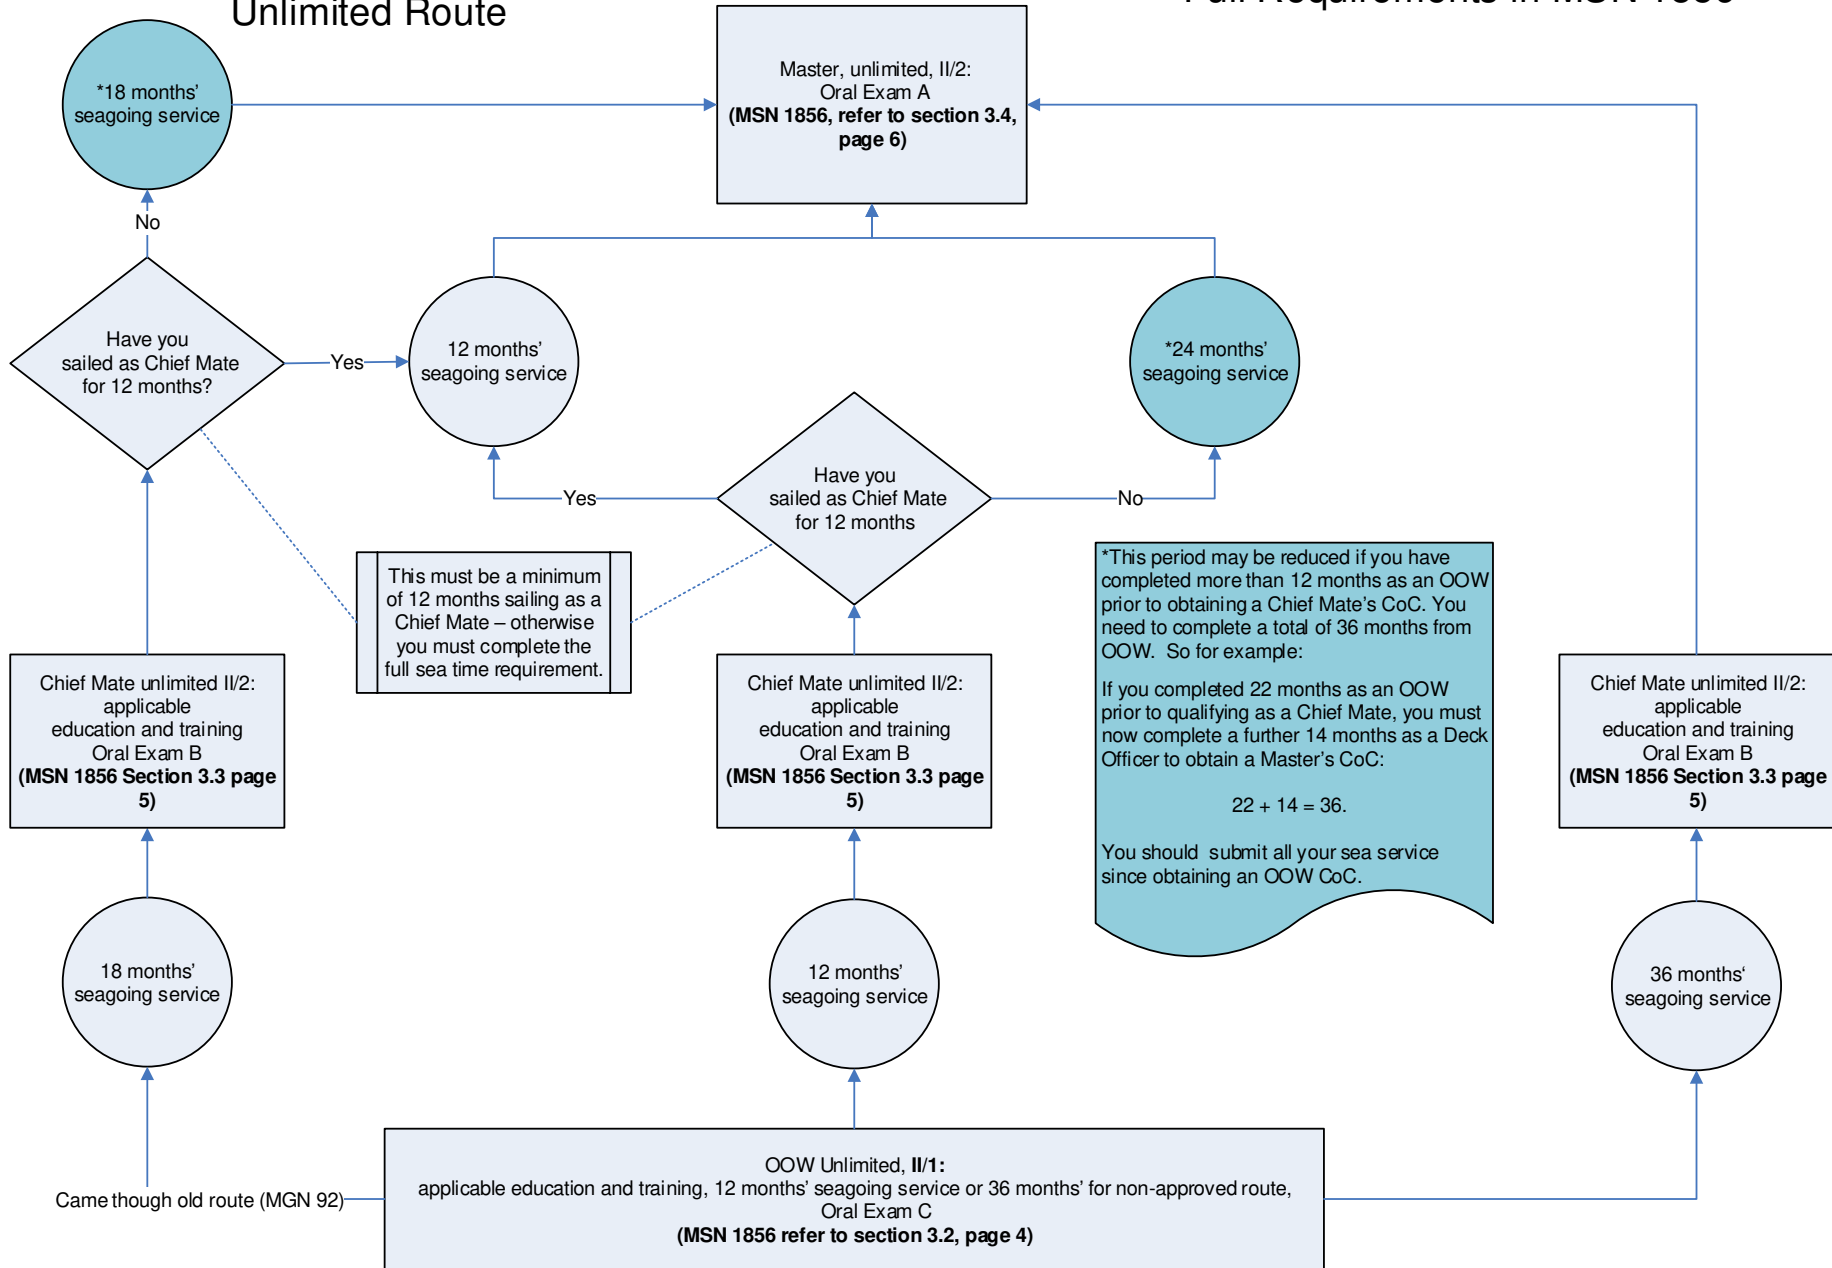 Unlimited Route
*18 months’
seagoing service
Master, unlimited, II/2:
Oral Exam A
(MSN 1856, refer to section 3.4,
page 6)
No
Have you
sailed as Chief Mate
for 12 months?
Yes
12 months’
seagoing service
*24 months’
seagoing service
Have you
sailed as Chief Mate
for 12 months
Yes
No
This must be a minimum
of 12 months sailing as a
Chief Mate – otherwise
you must complete the
full sea time requirement.
*This period may be reduced if you have
completed more than 12 months as an OOW
prior to obtaining a Chief Mate’s CoC. You
need to complete a total of 36 months from
OOW. So for example:
If you completed 22 months as an OOW
prior to qualifying as a Chief Mate, you must
now complete a further 14 months as a Deck
Officer to obtain a Master’s CoC:
22 + 14 = 36.
You should submit all your sea service
since obtaining an OOW CoC.
Chief Mate unlimited II/2:
applicable
education and training
Oral Exam B
(MSN 1856 Section 3.3 page
5)
Chief Mate unlimited II/2:
applicable
education and training
Oral Exam B
(MSN 1856 Section 3.3 page
5)
Chief Mate unlimited II/2:
applicable
education and training
Oral Exam B
(MSN 1856 Section 3.3 page
5)
18 months’
seagoing service
12 months’
seagoing service
36 months‘
seagoing service
Came though old route (MGN 92)
OOW Unlimited, II/1:
applicable education and training, 12 months’ seagoing service or 36 months’ for non-approved route,
Oral Exam C
(MSN 1856 refer to section 3.2, page 4)